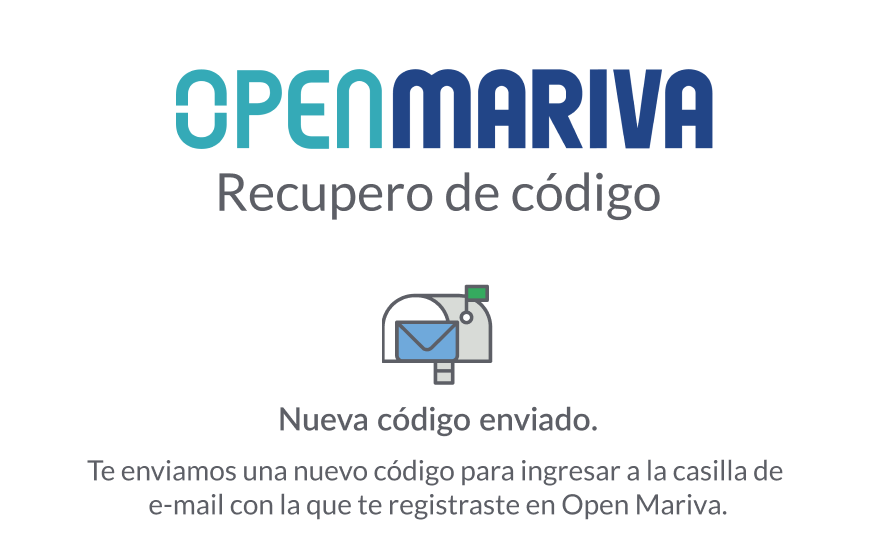 OPENMARIVA
Recupero de código
Nueva código enviado.
Te enviamos una nuevo código para ingresar a la casilla de
e-mail con la que te registraste en Open Mariva.